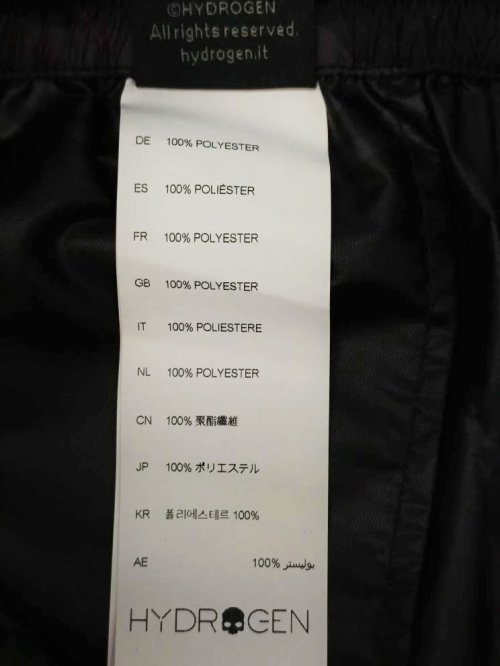 ©HYDROGEN
All rights reserved.
hydrogen.it
DE 100% POLYESTER
ES 100% POLIÉSTER
FR 100% POLYESTER
GB 100% POLYESTER
IT 100% POLIESTERE
NL 100% POLYESTER
CN 100% 聚酯纖維
JP 100% ポリエステル
KR 폴리에스테르 100%
AE بوليستر 100%
HYDROGEN